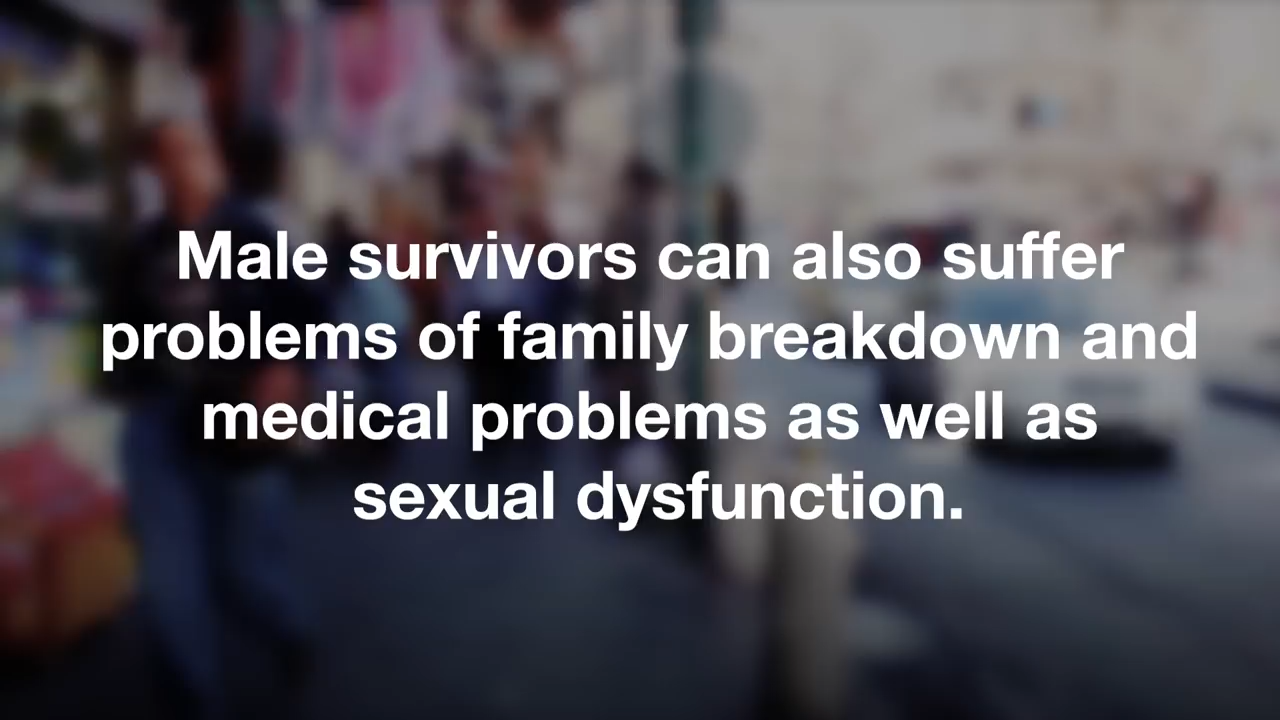 Male survivors can also suffer
problems of family breakdown and
medical problems as well as
sexual dysfunction.